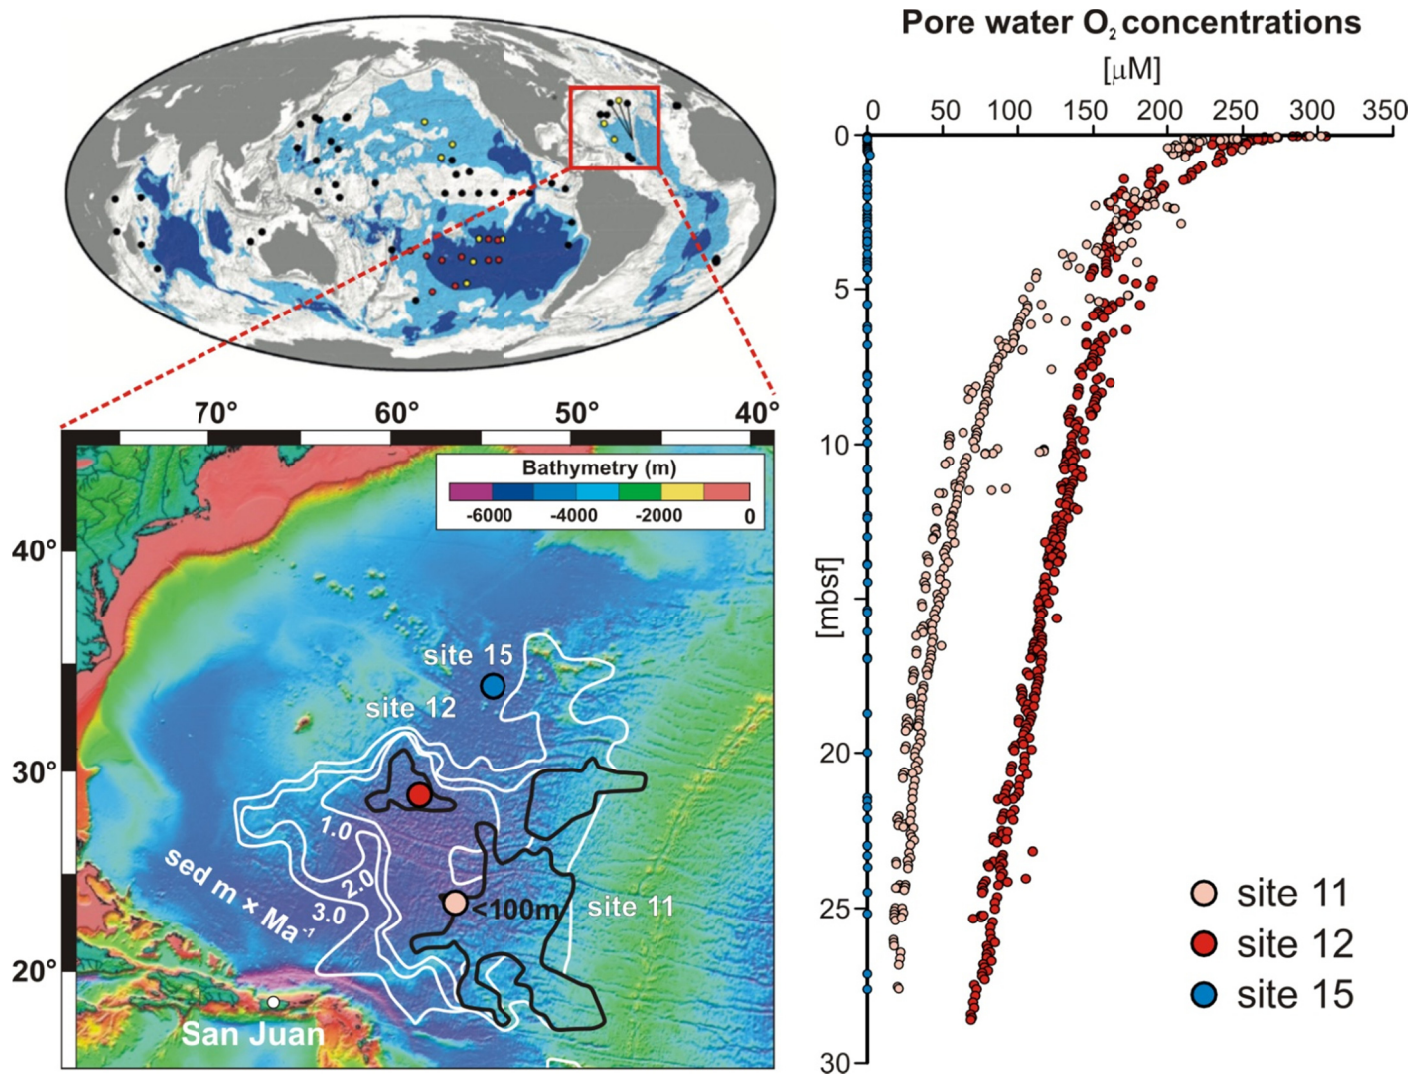 Pore water O₂ concentrations
[µM]
0 50 100 150 200 250 300 350
0
5
10
[mbsf]
20
25
30
site 11
site 12
site 15
70° 60° 50° 40°
Bathymetry (m)
-6000 -4000 -2000 0
40°
30°
20°
site 15
site 12
1.0
2.0
3.0
sed m × Ma⁻¹
<100m
site 11
San Juan